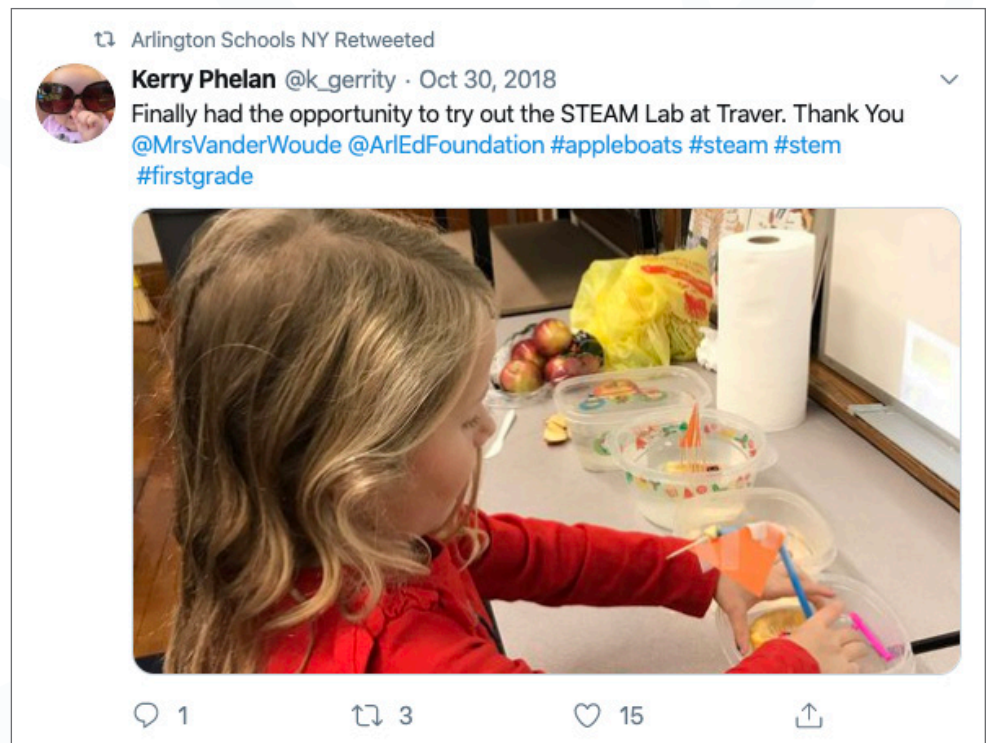 Arlington Schools NY Retweeted
Kerry Phelan @k_gerrity · Oct 30, 2018
Finally had the opportunity to try out the STEAM Lab at Traver. Thank You
@MrsVanderWoude @ArlEdFoundation #appleboats #steam #stem
#firstgrade
1 3 15